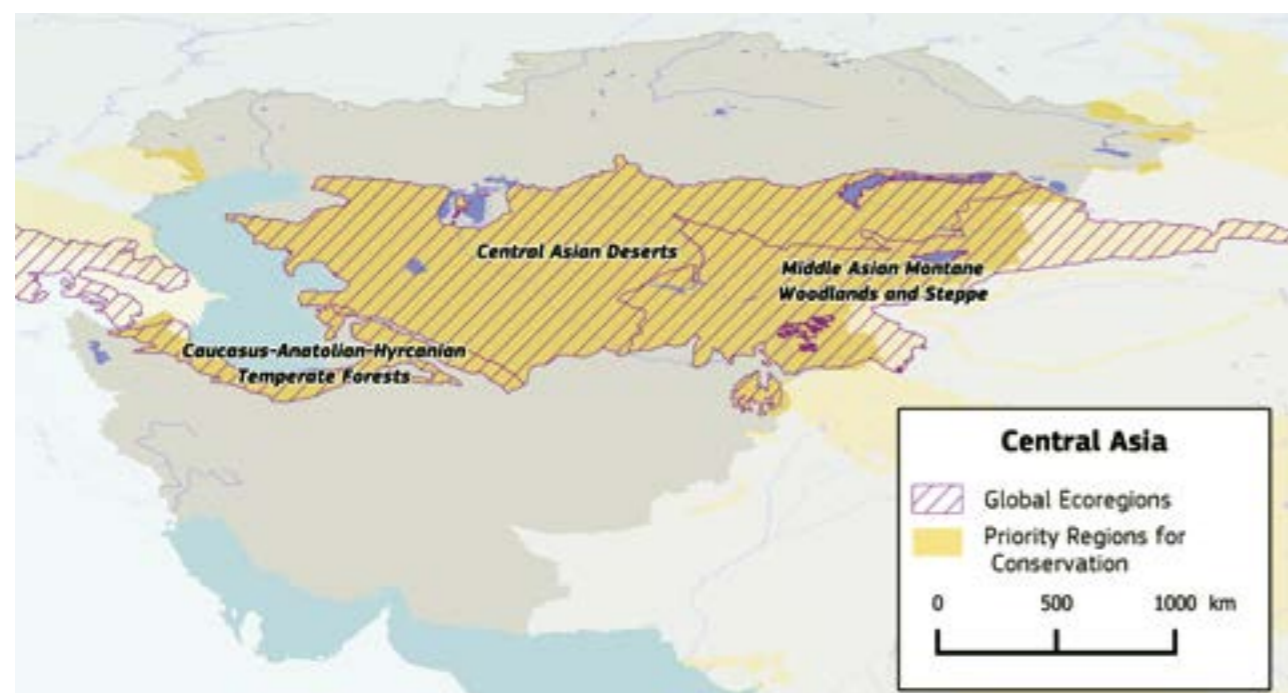 Central Asian Deserts
Middle Asian Montane
Woodlands and Steppe
Caucasus-Anatolian-Hyrcanian
Temperate Forests
Central Asia
Global Ecoregions
Priority Regions for
Conservation
0 500 1000 km